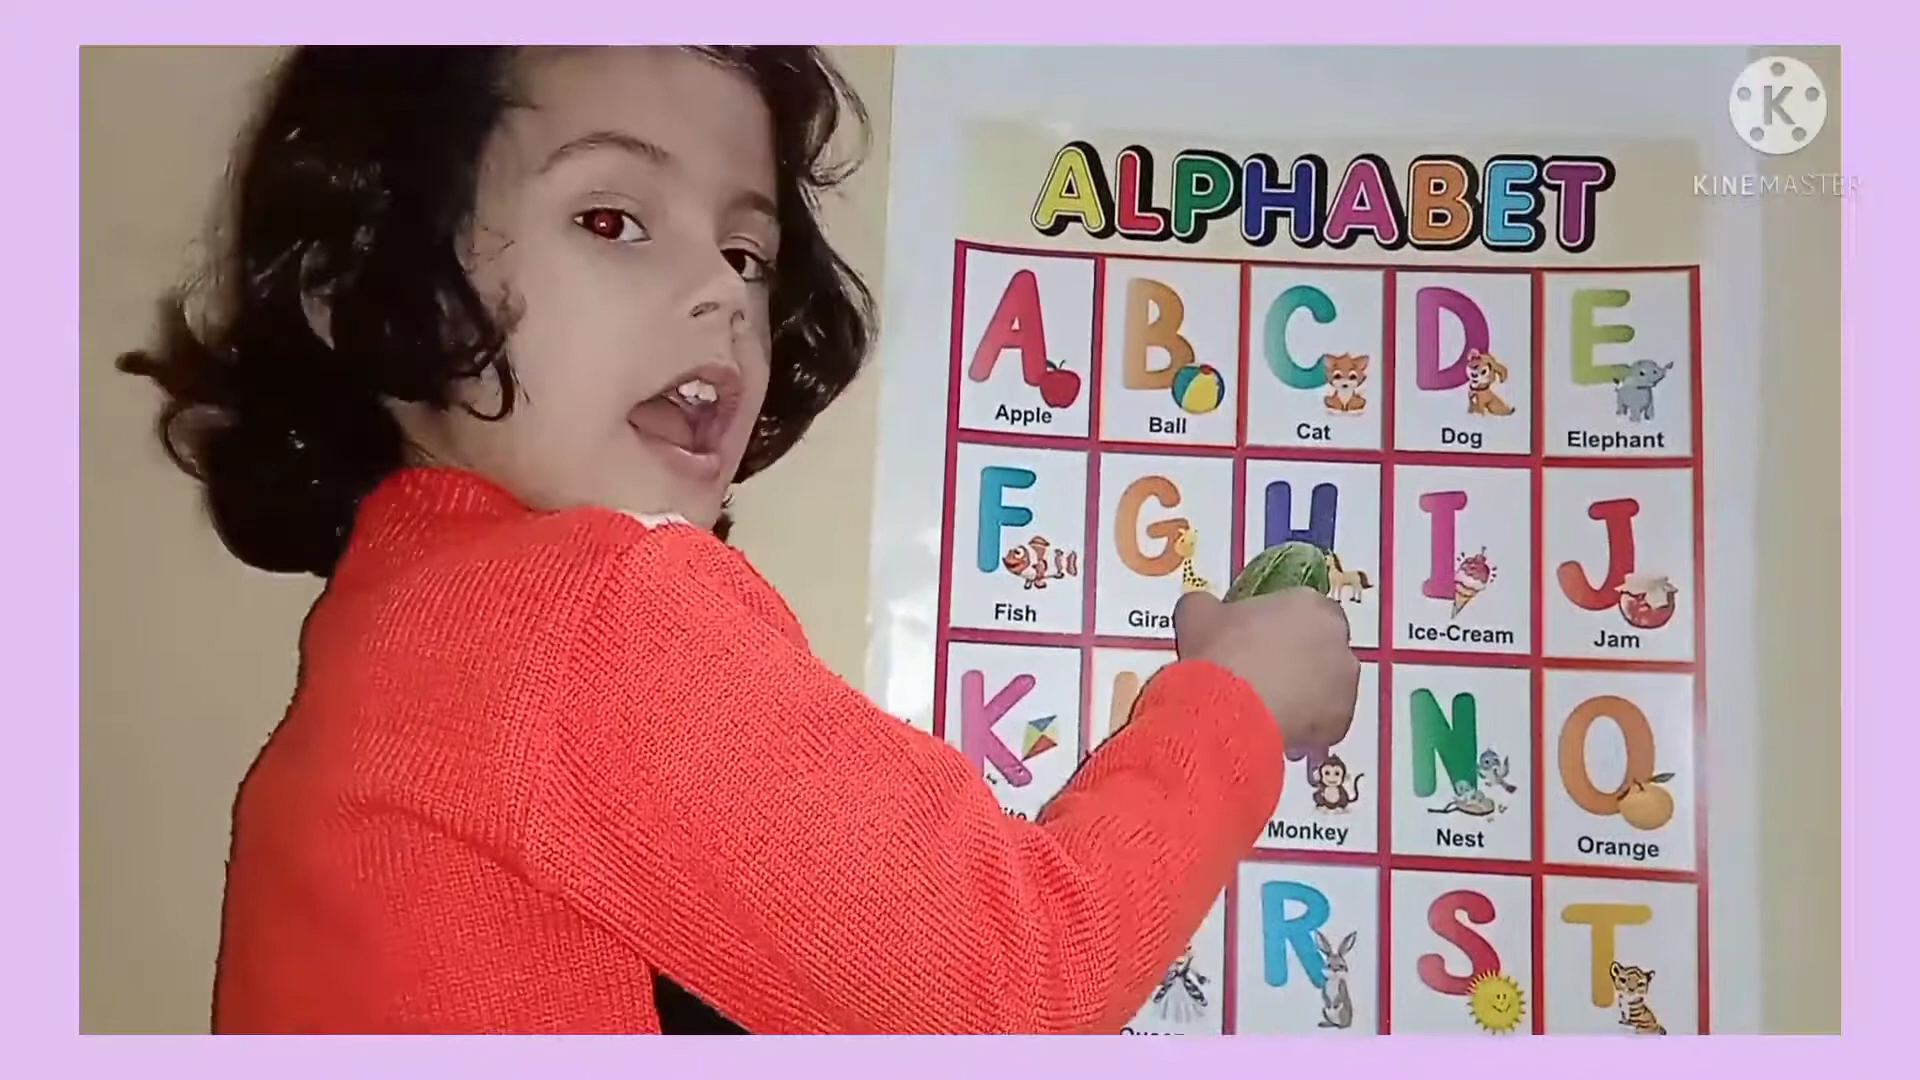 K
KINEMASTER
ALPHABET
A B C D E
Apple Ball Cat Dog Elephant
F G H I J
Fish Ice-Cream Jam
K N O
Monkey Nest Orange
R S T